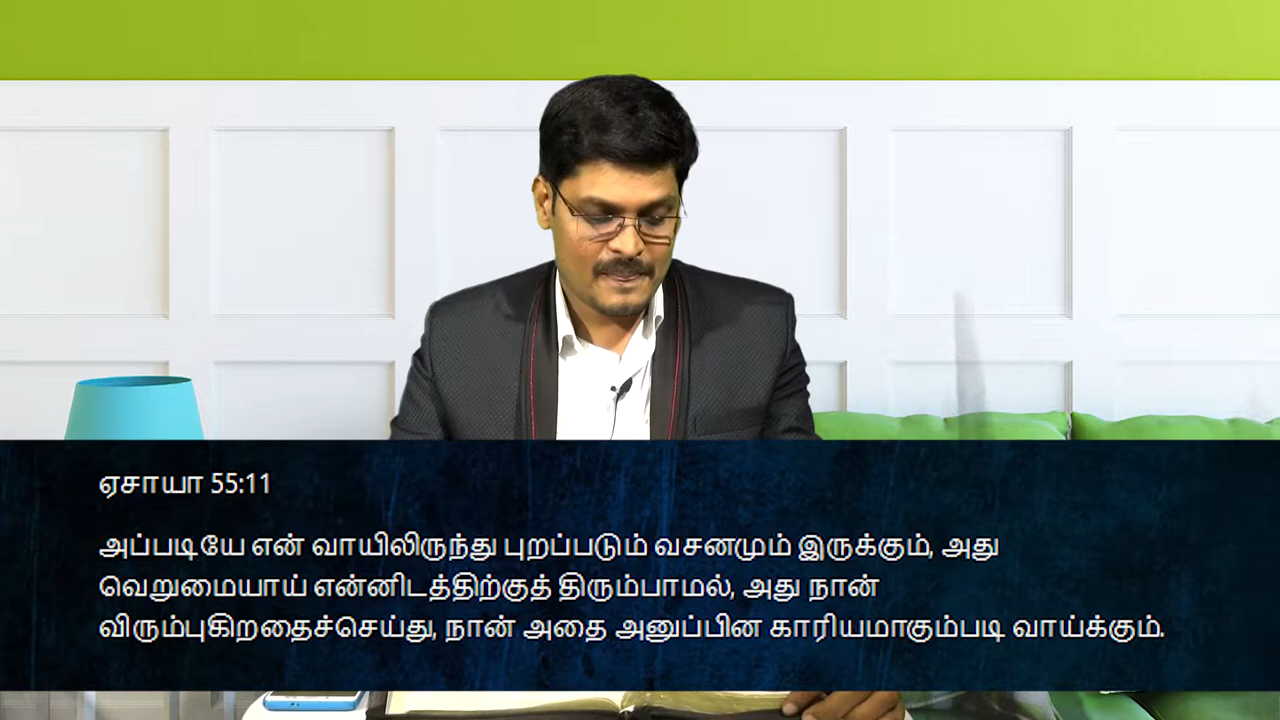 ஏசாயா 55:11
அப்படியே என் வாயிலிருந்து புறப்படும் வசனமும் இருக்கும், அது
வெறுமையாய் என்னிடத்திற்குத் திரும்பாமல், அது நான்
விரும்புகிறதைச்செய்து, நான் அதை அனுப்பின காரியமாகும்படி வாய்க்கும்.